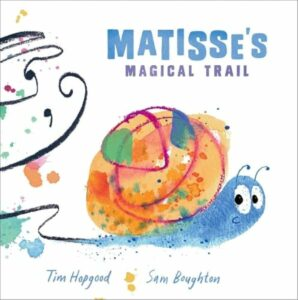 MATISSE'S
MAGICAL TRAIL
Tim Hopgood
Sam Boughton